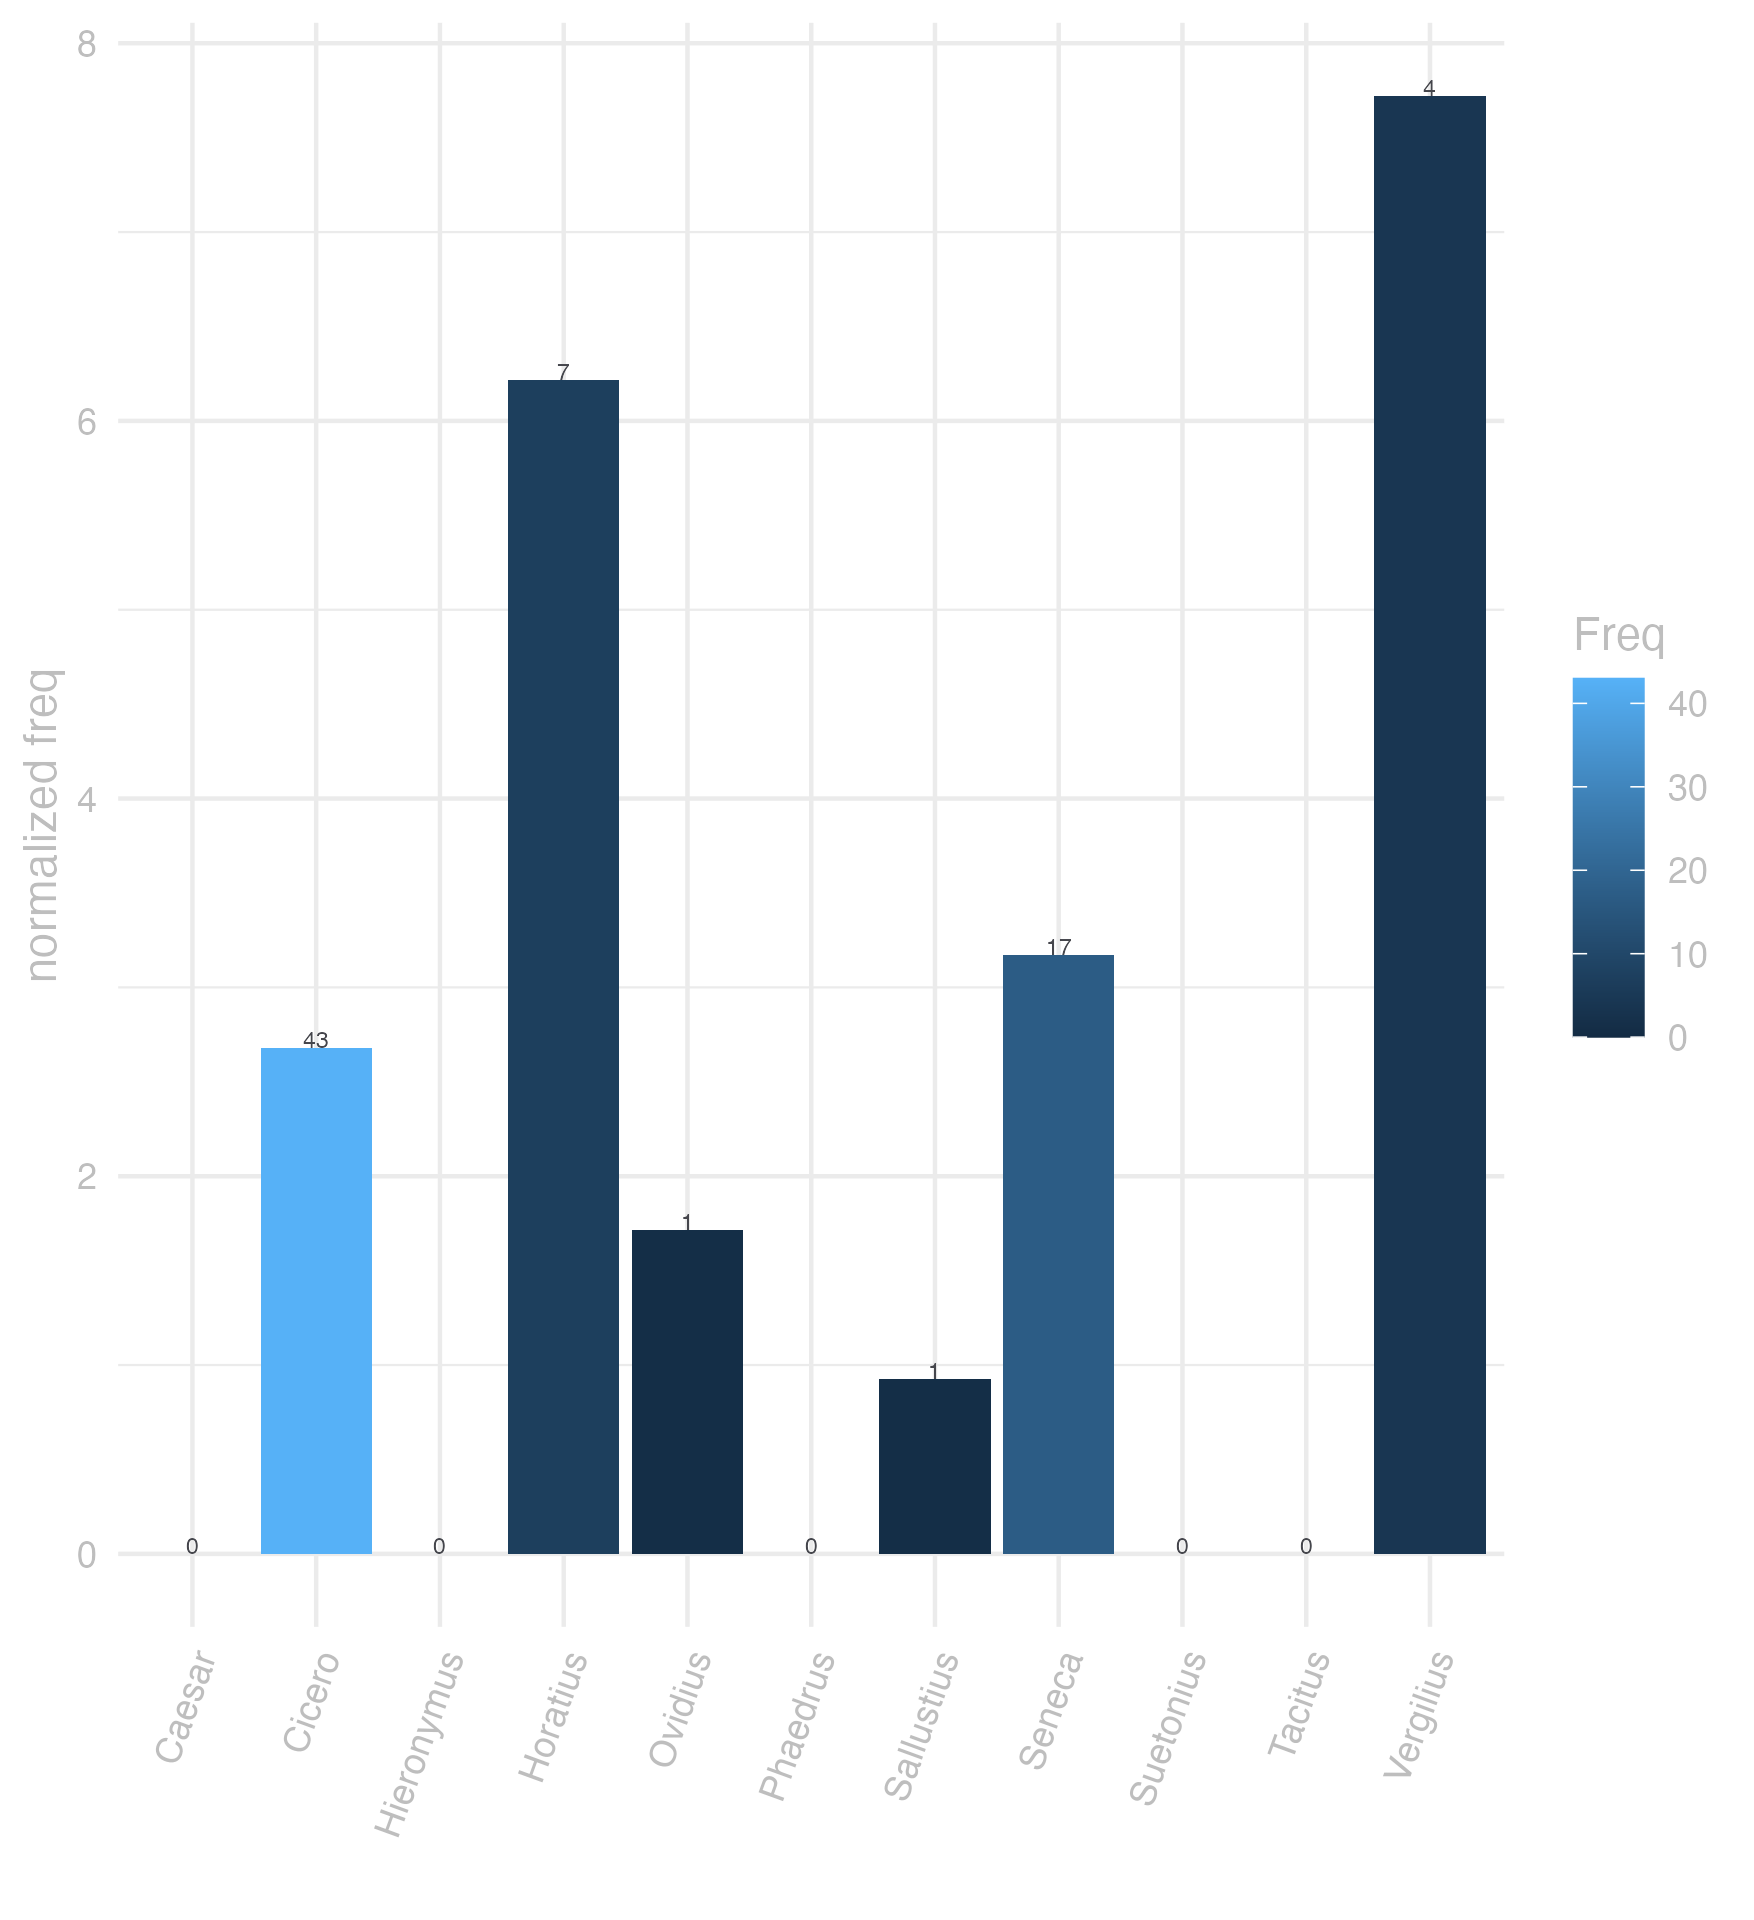 normalized freq
8
6
4
2
0
4
7
17
43
1
1
0
0
0
0
0
Caesar
Cicero
Hieronymus
Horatius
Ovidius
Phaedrus
Sallustius
Seneca
Suetonius
Tacitus
Vergilius
Freq
40
30
20
10
0